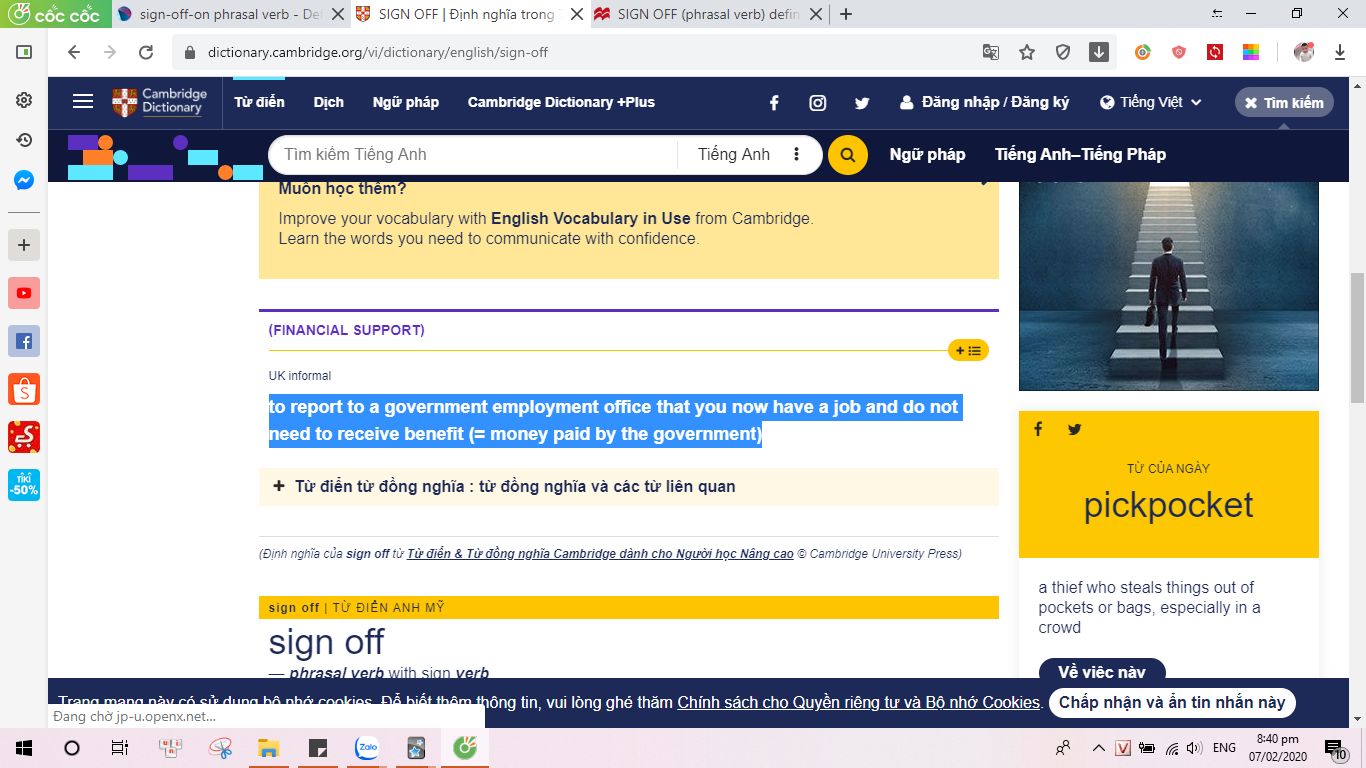 cốc cốc
sign-off-on phrasal verb - Def
SIGN OFF | Định nghĩa trong T
SIGN OFF (phrasal verb) defin
dictionary.cambridge.org/vi/dictionary/english/sign-off
Cambridge
Dictionary
Từ điển
Dịch
Ngữ pháp
Cambridge Dictionary +Plus
Đăng nhập / Đăng ký
Tiếng Việt
Tìm kiếm
Tìm kiếm Tiếng Anh
Tiếng Anh
Ngữ pháp
Tiếng Anh–Tiếng Pháp
Muốn học thêm?
Improve your vocabulary with English Vocabulary in Use from Cambridge.
Learn the words you need to communicate with confidence.
(FINANCIAL SUPPORT)
UK informal
to report to a government employment office that you now have a job and do not
need to receive benefit (= money paid by the government)
+ Từ điển từ đồng nghĩa : từ đồng nghĩa và các từ liên quan
(Định nghĩa của sign off từ Từ điển & Từ đồng nghĩa Cambridge dành cho Người học Nâng cao © Cambridge University Press)
sign off | TỪ ĐIỂN ANH MỸ
sign off
— phrasal verb with sign verb
TỪ CỦA NGÀY
pickpocket
a thief who steals things out of
pockets or bags, especially in a
crowd
Về việc này
Trang mạng này có sử dụng bộ nhớ cookies. Để biết thêm thông tin, vui lòng ghé thăm Chính sách cho Quyền riêng tư và Bộ nhớ Cookies.
Chấp nhận và ẩn tin nhắn này
Đang chờ jp-u.openx.net...
TIKI
-50%
Zalo
V
ENG
8:40 pm
07/02/2020
10